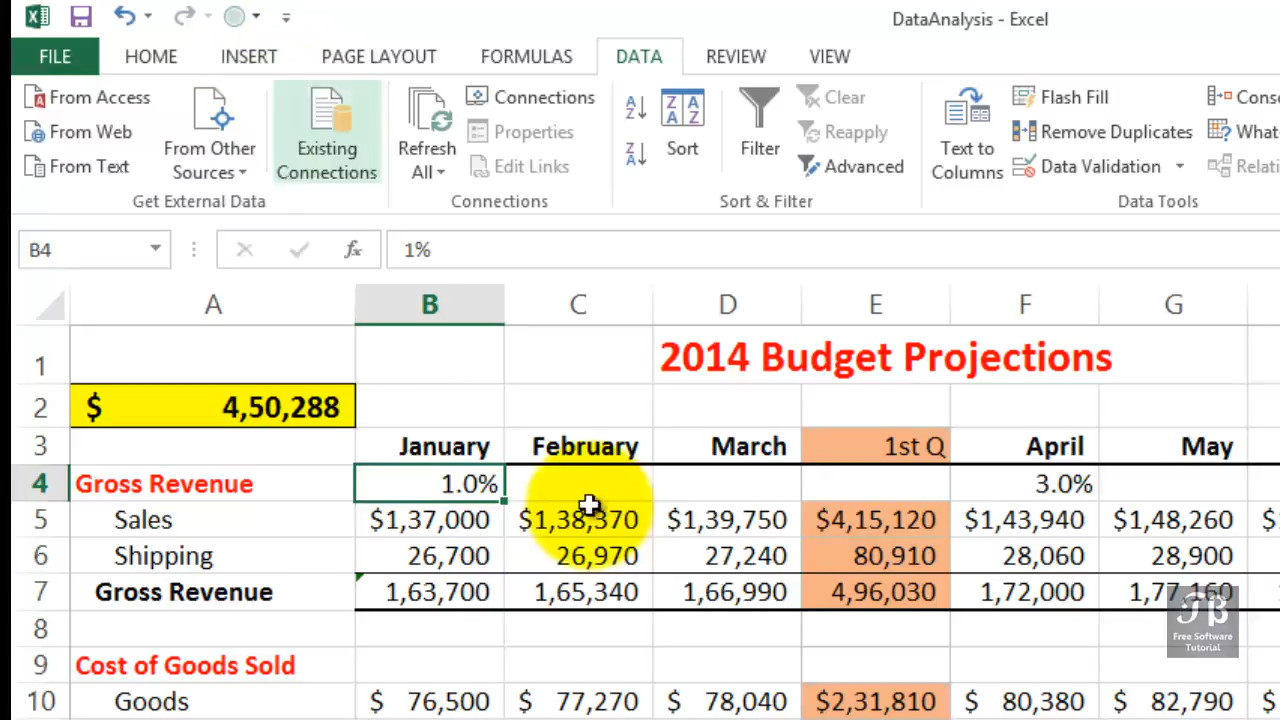 DataAnalysis - Excel
FILE HOME INSERT PAGE LAYOUT FORMULAS DATA REVIEW VIEW
From Access
From Web
From Text
From Other Sources
Get External Data
Existing Connections
Refresh All
Connections
Properties
Edit Links
Connections
Sort
Filter
Clear
Reapply
Advanced
Sort & Filter
Text to Columns
Flash Fill
Remove Duplicates
Data Validation
Data Tools
B4 fx 1%
A B C D E F G
1 2014 Budget Projections
2 $ 4,50,288
3 January February March 1st Q April May
4 Gross Revenue 1.0% 3.0%
5 Sales $1,37,000 $1,38,370 $1,39,750 $4,15,120 $1,43,940 $1,48,260
6 Shipping 26,700 26,970 27,240 80,910 28,060 28,900
7 Gross Revenue 1,63,700 1,65,340 1,66,990 4,96,030 1,72,000 1,77,160
8
9 Cost of Goods Sold
10 Goods $ 76,500 $ 77,270 $ 78,040 $2,31,810 $ 80,380 $ 82,790
Free Software
Tutorial